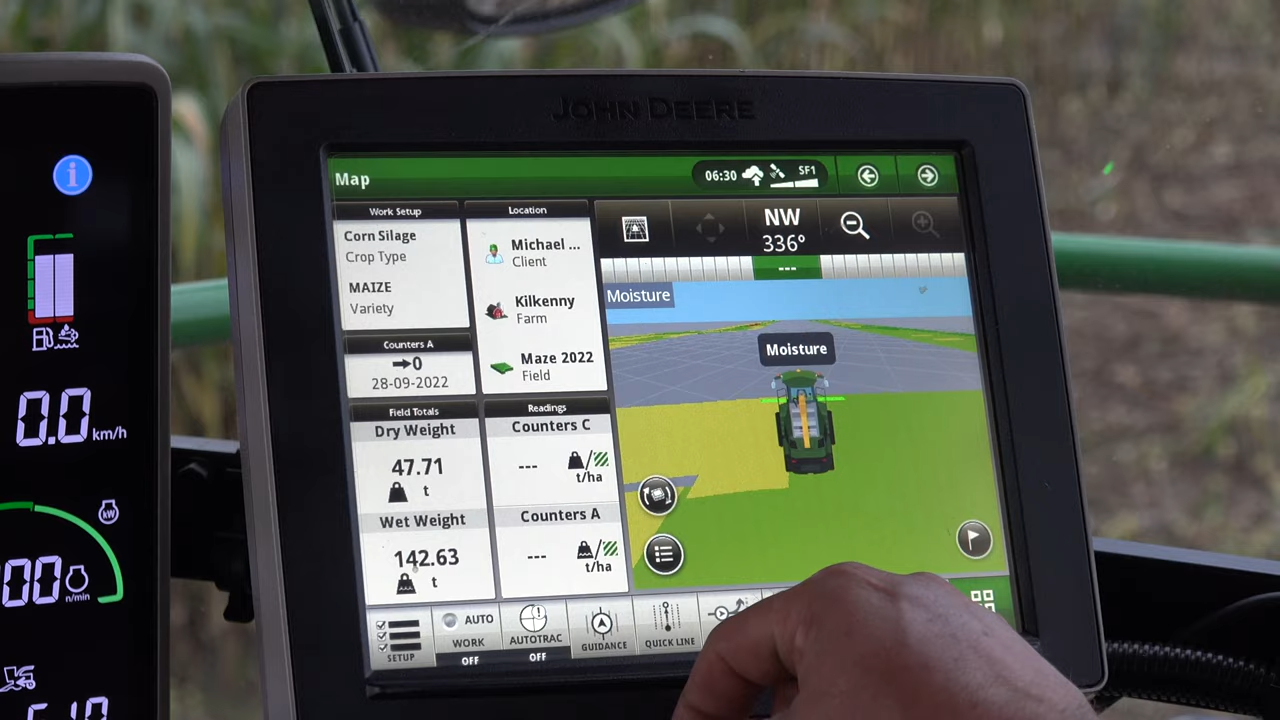 JOHN DEERE
Map
06:30
SF1
Work Setup
Corn Silage
Crop Type
MAIZE
Variety
Location
Michael ...
Client
Kilkenny
Farm
Maze 2022
Field
Counters A
0
28-09-2022
Field Totals
Dry Weight
47.71
t
Wet Weight
142.63
t
Readings
Counters C
---
t/ha
Counters A
---
t/ha
NW
336°
---
Moisture
Moisture
SETUP
AUTO
WORK
OFF
AUTOTRAC
OFF
GUIDANCE
QUICK LINE
i
0.0 km/h
kW
00 n/min